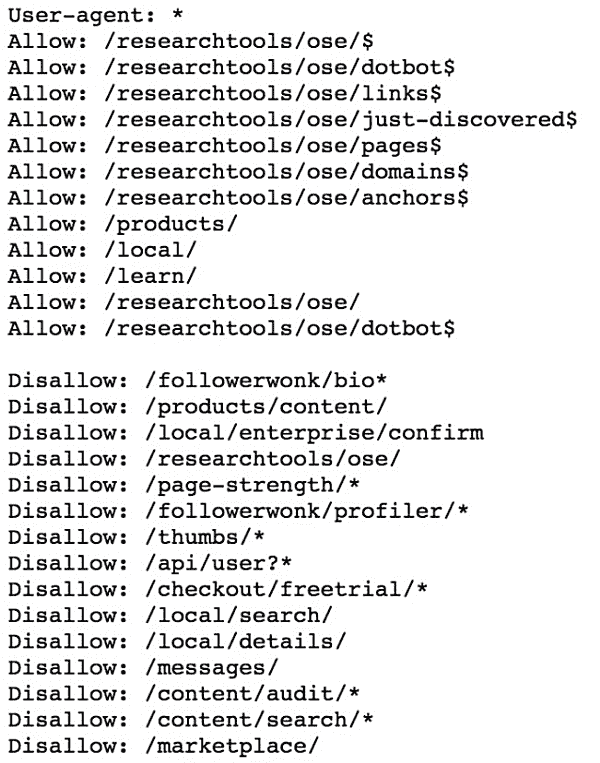 User-agent: *
Allow: /researchtools/ose/$
Allow: /researchtools/ose/dotbot$
Allow: /researchtools/ose/links$
Allow: /researchtools/ose/just-discovered$
Allow: /researchtools/ose/pages$
Allow: /researchtools/ose/domains$
Allow: /researchtools/ose/anchors$
Allow: /products/
Allow: /local/
Allow: /learn/
Allow: /researchtools/ose/
Allow: /researchtools/ose/dotbot$

Disallow: /followerwonk/bio*
Disallow: /products/content/
Disallow: /local/enterprise/confirm
Disallow: /researchtools/ose/
Disallow: /page-strength/*
Disallow: /followerwonk/profiler/*
Disallow: /thumbs/*
Disallow: /api/user?*
Disallow: /checkout/freetrial/*
Disallow: /local/search/
Disallow: /local/details/
Disallow: /messages/
Disallow: /content/audit/*
Disallow: /content/search/*
Disallow: /marketplace/